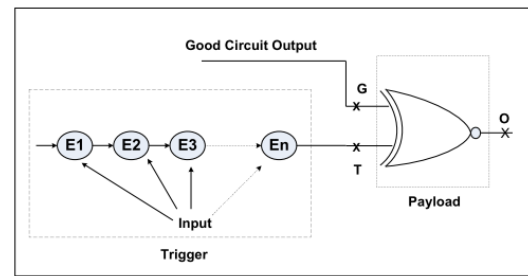 Good Circuit Output
G
O
E1 E2 E3 En
T
Input
Payload
Trigger